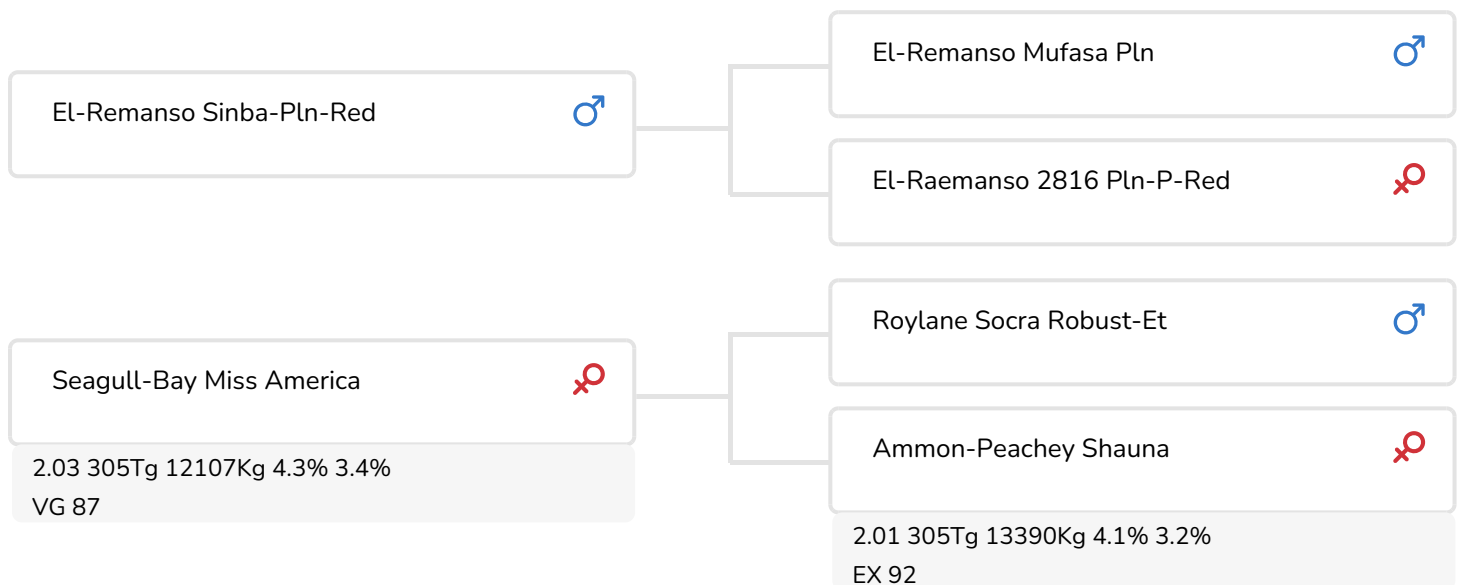 El-Remanso Sinba-Pln-Red
El-Remanso Mufasa Pln
El-Raemanso 2816 Pln-P-Red
Seagull-Bay Miss America
2.03 305Tg 12107Kg 4.3% 3.4%
VG 87
Roylane Socra Robust-Et
Ammon-Peachey Shauna
2.01 305Tg 13390Kg 4.1% 3.2%
EX 92